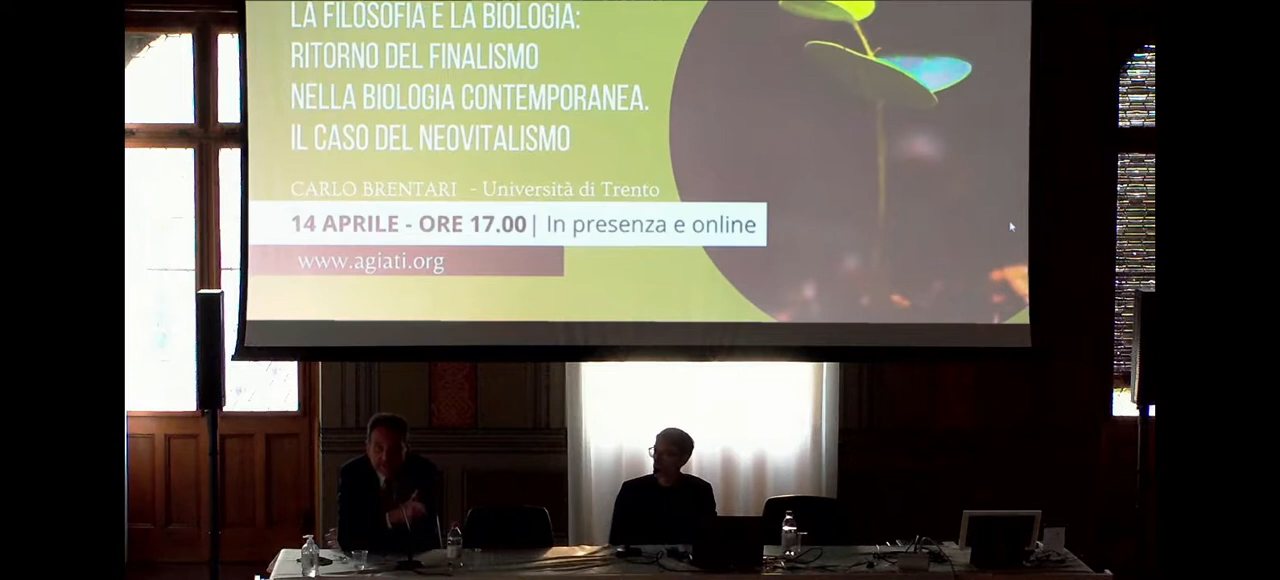 LA FILOSOFIA E LA BIOLOGIA:
RITORNO DEL FINALISMO
NELLA BIOLOGIA CONTEMPORANEA.
IL CASO DEL NEOVITALISMO
CARLO BRENTARI - Università di Trento
14 APRILE - ORE 17.00| In presenza e online
www.agiati.org